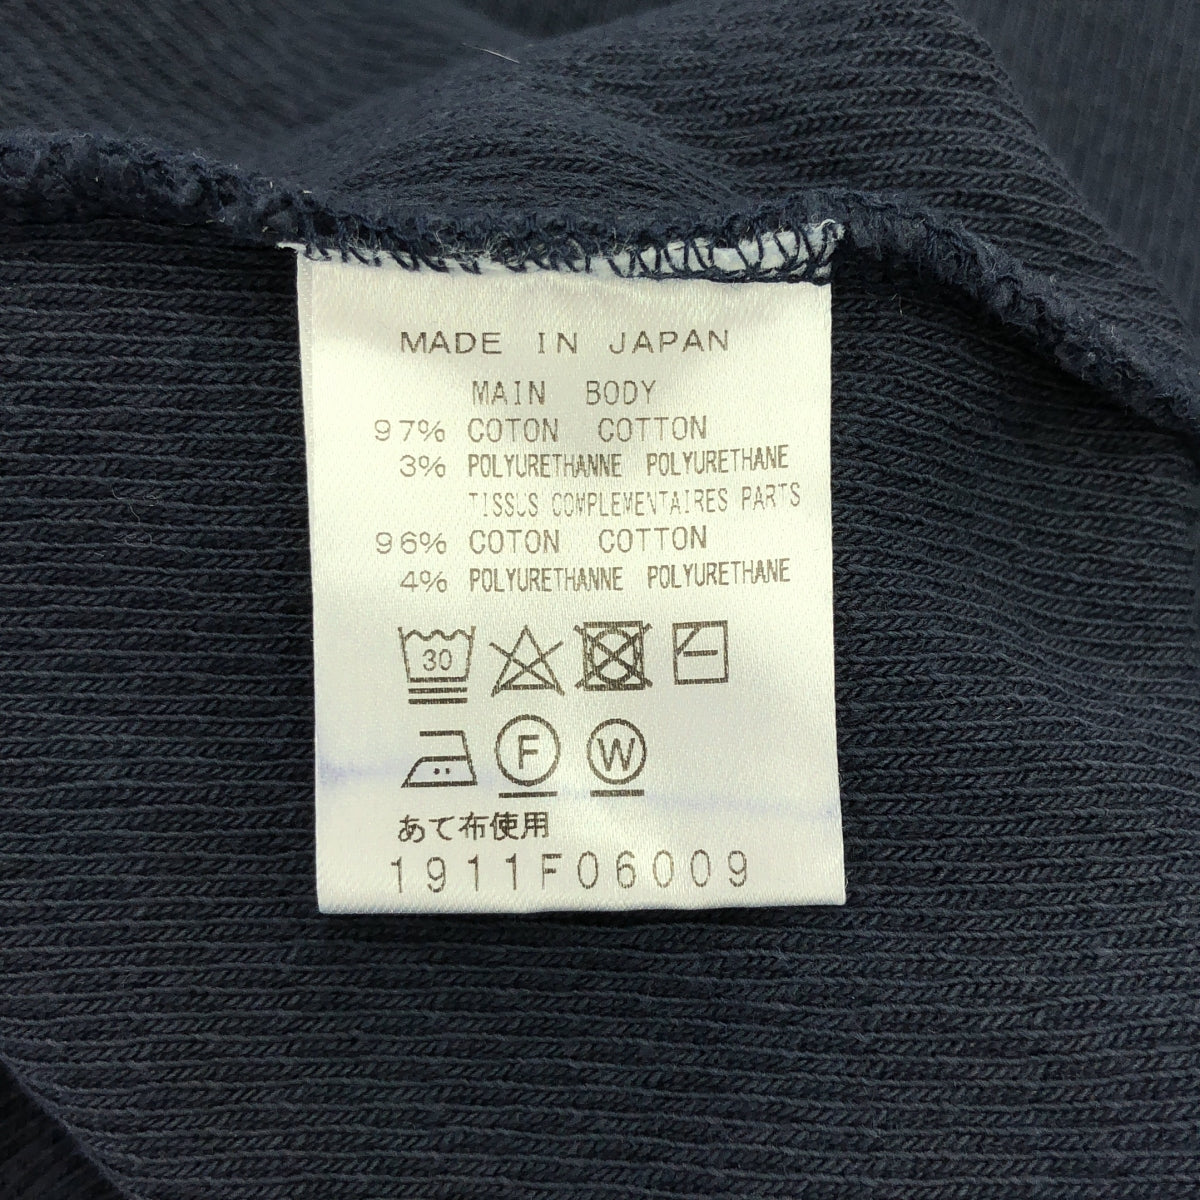 MADE IN JAPAN
MAIN BODY
97% COTON COTTON
3% POLYURETHANNE POLYURETHANE
TISSUS COMPLEMENTAIRES PARTS
96% COTON COTTON
4% POLYURETHANNE POLYURETHANE
30
F W
あて布使用
1911F06009